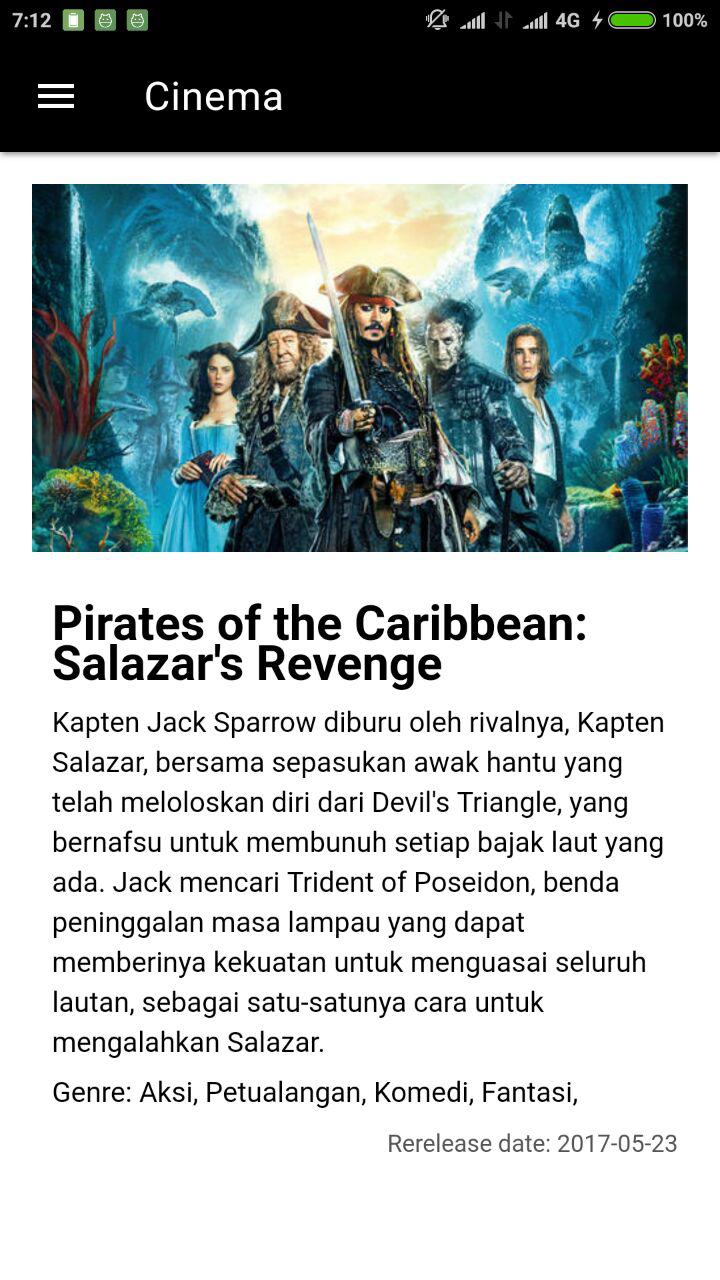 7:12 4G 100%
Cinema
Pirates of the Caribbean:
Salazar's Revenge
Kapten Jack Sparrow diburu oleh rivalnya, Kapten
Salazar, bersama sepasukan awak hantu yang
telah meloloskan diri dari Devil's Triangle, yang
bernafsu untuk membunuh setiap bajak laut yang
ada. Jack mencari Trident of Poseidon, benda
peninggalan masa lampau yang dapat
memberinya kekuatan untuk menguasai seluruh
lautan, sebagai satu-satunya cara untuk
mengalahkan Salazar.
Genre: Aksi, Petualangan, Komedi, Fantasi,
Rerelease date: 2017-05-23